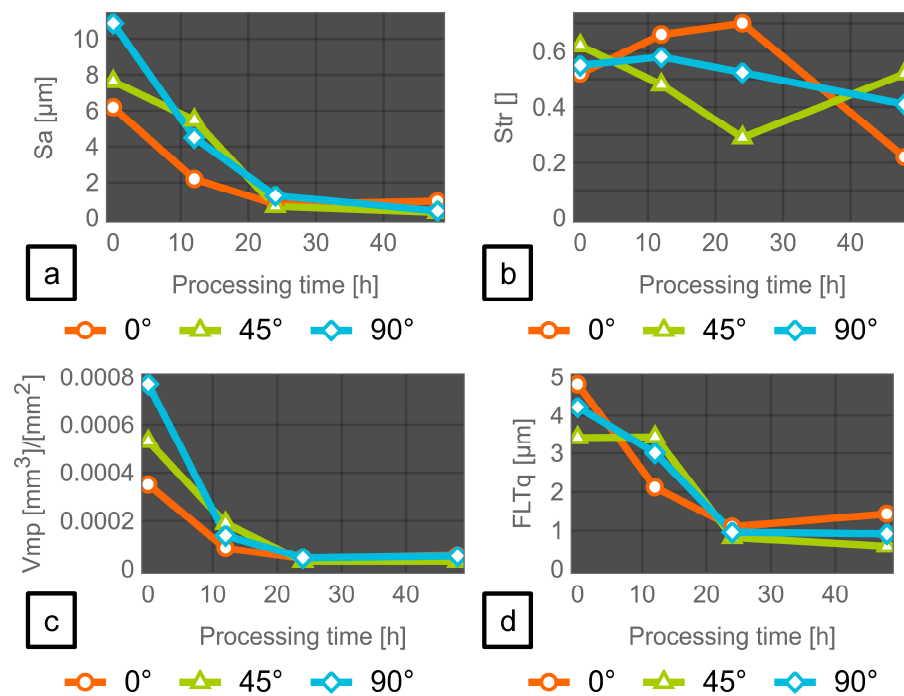 10
8
6
4
2
0
Sa [µm]
0 10 20 30 40
Processing time [h]
a
0° 45° 90°
0.6
0.4
0.2
0
Str []
0 10 20 30 40
Processing time [h]
b
0° 45° 90°
0.0008
0.0006
0.0004
0.0002
0
Vmp [mm³]/[mm²]
0 10 20 30 40
Processing time [h]
c
0° 45° 90°
5
4
3
2
1
0
FLTq [µm]
0 10 20 30 40
Processing time [h]
d
0° 45° 90°